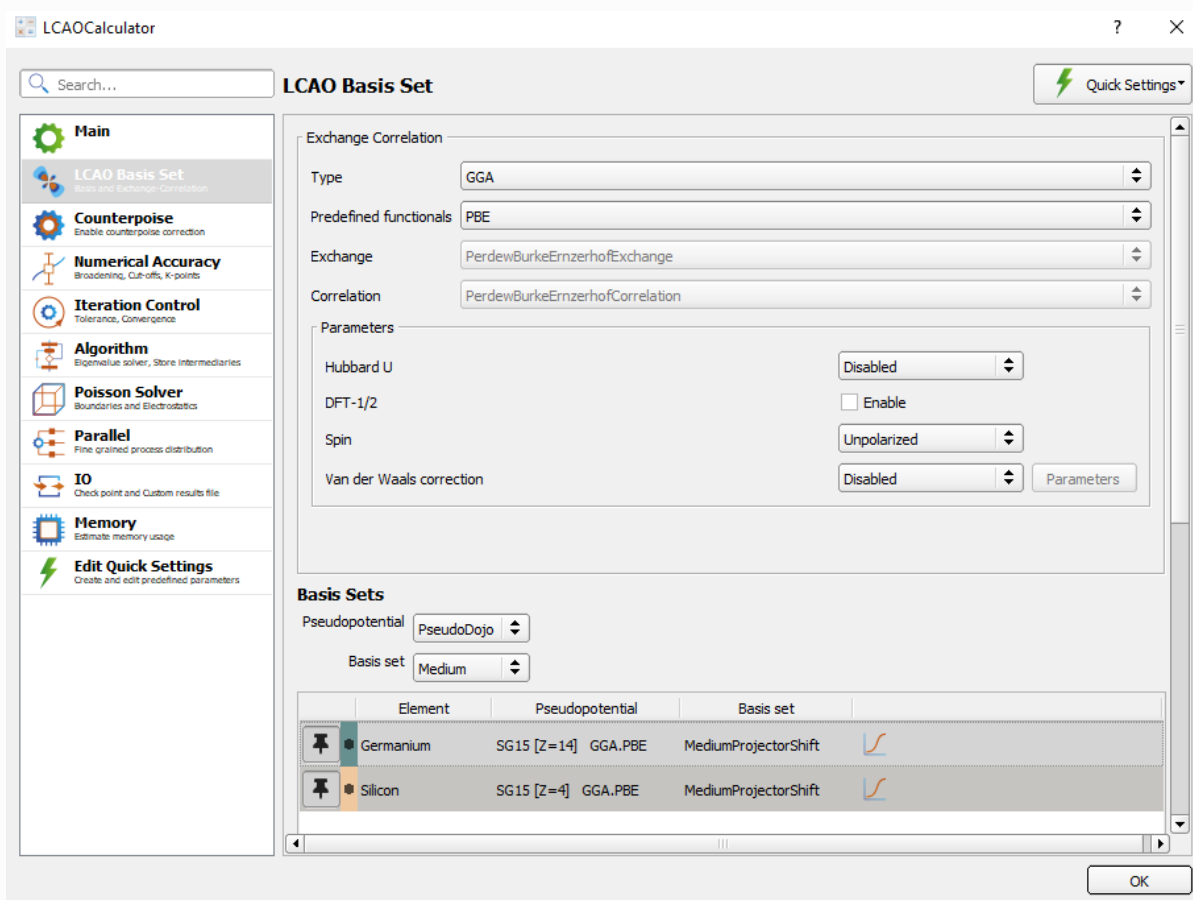 LCAOCalculator
?
Search...
LCAO Basis Set
Quick Settings
Main
LCAO Basis Set
Basis and Exchange-Correlation
Counterpoise
Enable counterpoise correction
Numerical Accuracy
Broadening, Cut-offs, K-points
Iteration Control
Tolerance, Convergence
Algorithm
Eigenvalue solver, Store intermediaries
Poisson Solver
Boundaries and Electrostatics
Parallel
Fine grained process distribution
IO
Check point and Custom results file
Memory
Estimate memory usage
Edit Quick Settings
Create and edit predefined parameters
Exchange Correlation
Type GGA
Predefined functionals PBE
Exchange PerdewBurkeErnzerhofExchange
Correlation PerdewBurkeErnzerhofCorrelation
Parameters
Hubbard U Disabled
DFT-1/2 Enable
Spin Unpolarized
Van der Waals correction Disabled Parameters
Basis Sets
Pseudopotential PseudoDojo
Basis set Medium
Element Pseudopotential Basis set
Germanium SG15 [Z=14] GGA.PBE MediumProjectorShift
Silicon SG15 [Z=4] GGA.PBE MediumProjectorShift
OK